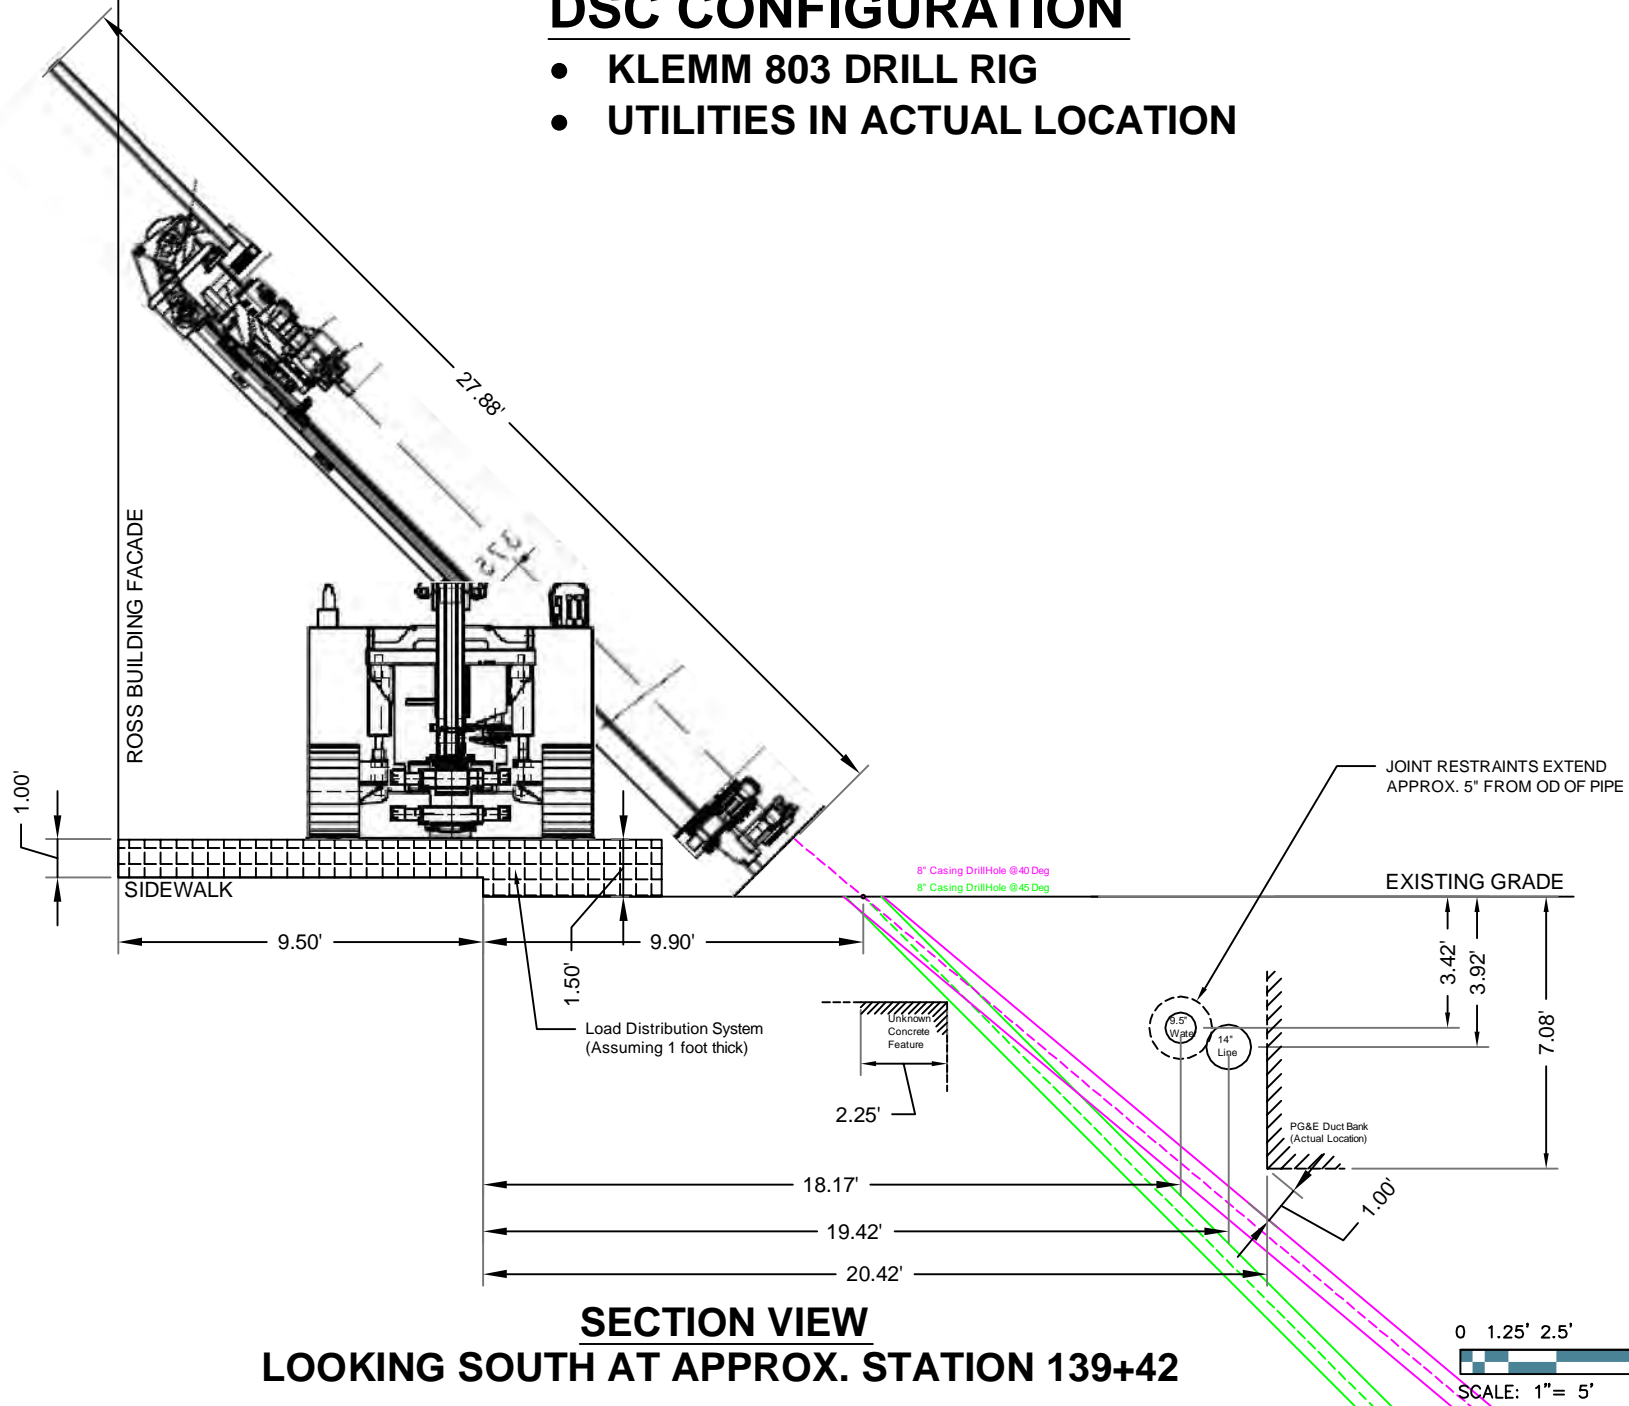 DSC CONFIGURATION
• KLEMM 803 DRILL RIG
• UTILITIES IN ACTUAL LOCATION
27.88'
ROSS BUILDING FACADE
1.00'
SIDEWALK
9.50'
9.90'
1.50'
Load Distribution System
(Assuming 1 foot thick)
8" Casing DrillHole @40 Deg
8" Casing DrillHole @45 Deg
JOINT RESTRAINTS EXTEND
APPROX. 5" FROM OD OF PIPE
EXISTING GRADE
3.42'
3.92'
7.08'
Unknown
Concrete
Feature
2.25'
9.5"
Water
14"
Line
PG&E Duct Bank
(Actual Location)
1.00'
18.17'
19.42'
20.42'
SECTION VIEW
LOOKING SOUTH AT APPROX. STATION 139+42
0 1.25' 2.5'
SCALE: 1"= 5'